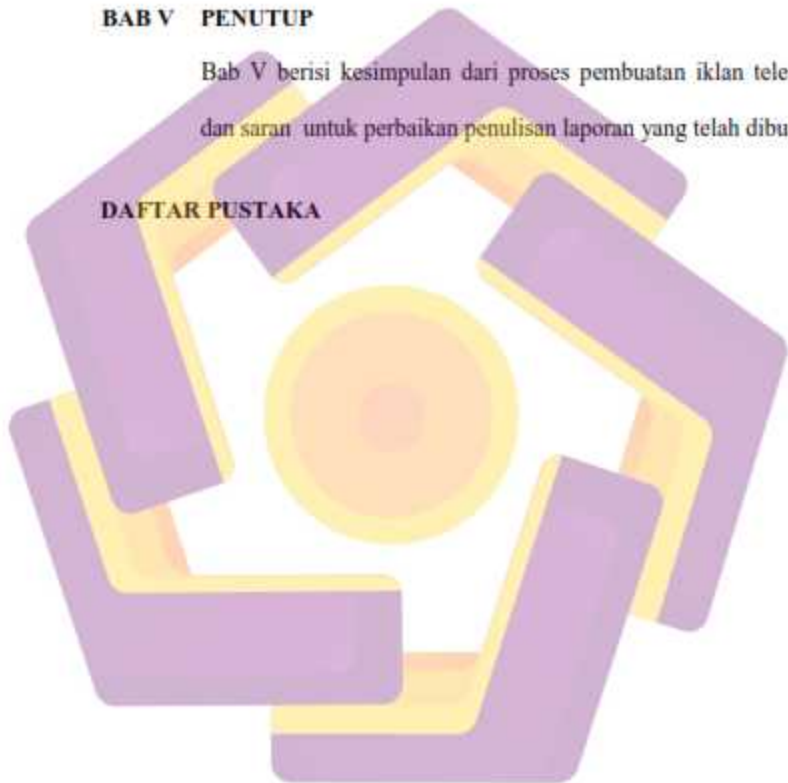 BAB V PENUTUP
Bab V berisi kesimpulan dari proses pembuatan iklan tele
dan saran untuk perbaikan penulisan laporan yang telah dibu
DAFTAR PUSTAKA